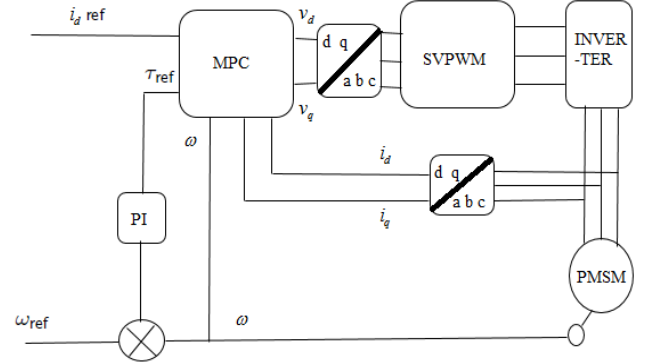 i_d ref
τ_ref
MPC
v_d
v_q
d q
a b c
SVPWM
INVER
-TER
ω
i_d
i_q
d q
a b c
PI
PMSM
ω_ref
ω